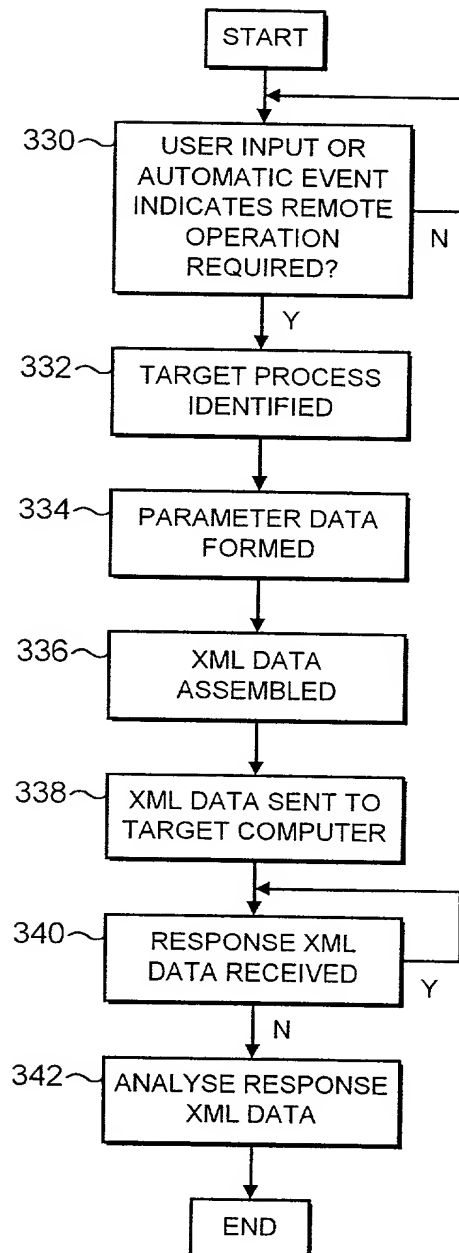 START
330
USER INPUT OR
AUTOMATIC EVENT
INDICATES REMOTE
OPERATION
REQUIRED?
N
Y
332
TARGET PROCESS
IDENTIFIED
334
PARAMETER DATA
FORMED
336
XML DATA
ASSEMBLED
338
XML DATA SENT TO
TARGET COMPUTER
340
RESPONSE XML
DATA RECEIVED
Y
N
342
ANALYSE RESPONSE
XML DATA
END